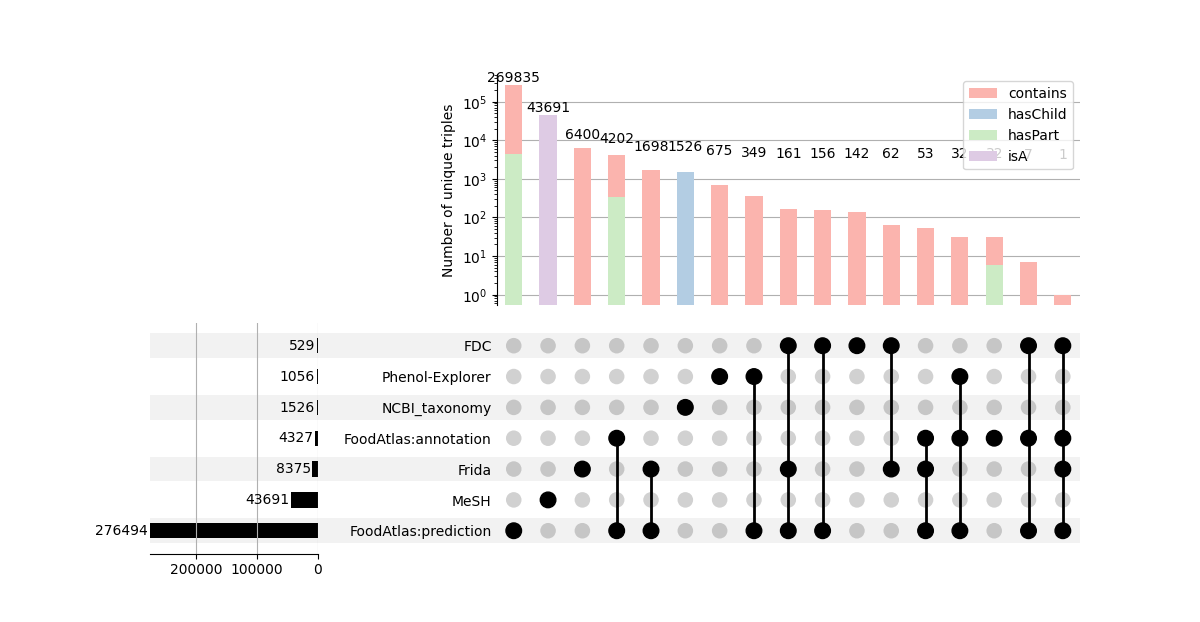 269835
43691
6400
4202
1698
1526
675
349
161
156
142
62
53
32
32
7
1
contains
hasChild
hasPart
isA
Number of unique triples
10^5
10^4
10^3
10^2
10^1
10^0
529 FDC
1056 Phenol-Explorer
1526 NCBI_taxonomy
4327 FoodAtlas:annotation
8375 Frida
43691 MeSH
276494 FoodAtlas:prediction
200000 100000 0